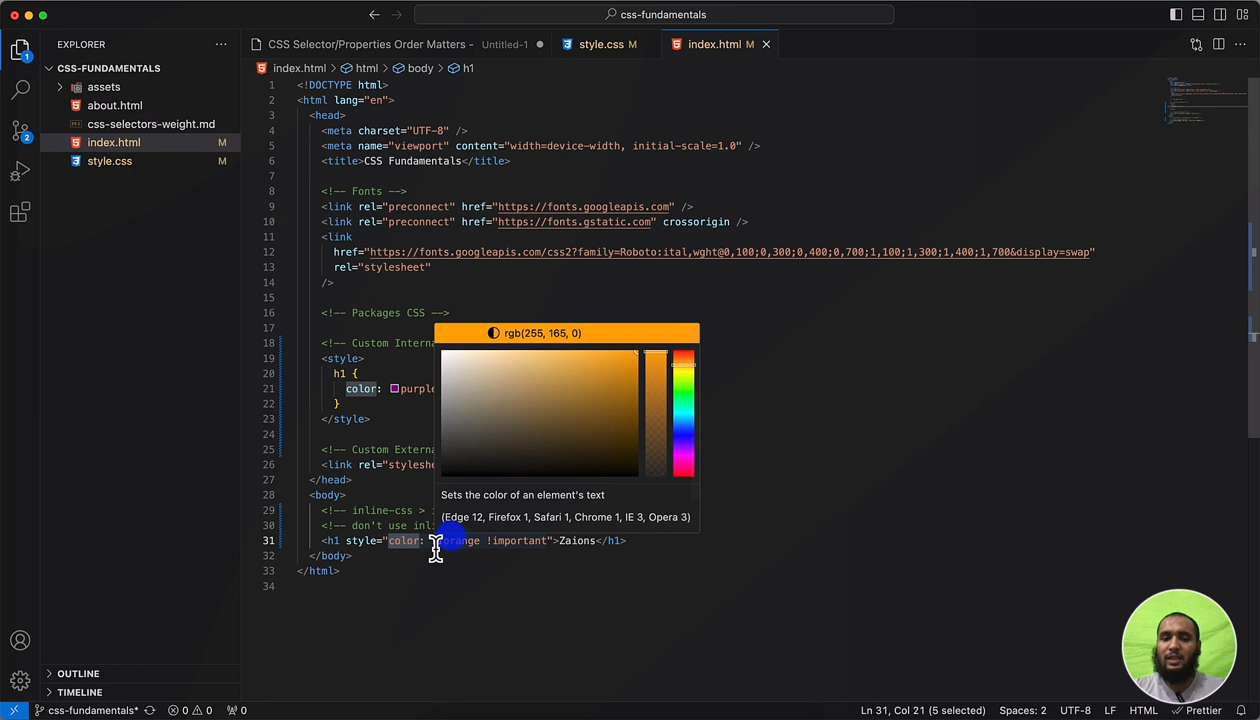 css-fundamentals
EXPLORER
CSS Selector/Properties Order Matters - Untitled-1
style.css M
index.html M
CSS-FUNDAMENTALS
assets
about.html
css-selectors-weight.md
index.html M
style.css M
1
2
index.html > html > body > h1
1 <!DOCTYPE html>
2 <html lang="en">
3 <head>
4 <meta charset="UTF-8" />
5 <meta name="viewport" content="width=device-width, initial-scale=1.0" />
6 <title>CSS Fundamentals</title>
7
8 <!-- Fonts -->
9 <link rel="preconnect" href="https://fonts.googleapis.com" />
10 <link rel="preconnect" href="https://fonts.gstatic.com" crossorigin />
11 <link
12 href="https://fonts.googleapis.com/css2?family=Roboto:ital,wght@0,100;0,300;0,400;0,700;1,100;1,300;1,400;1,700&display=swap"
13 rel="stylesheet"
14 />
15
16 <!-- Packages CSS -->
17
18 <!-- Custom Interna
19 <style>
20 h1 {
21 color: purple
22 }
23 </style>
24
25 <!-- Custom Externa
26 <link rel="styleshe
27 </head>
28 <body>
29 <!-- inline-css >
30 <!-- don't use inl
31 <h1 style="color: orange !important">Zaions</h1>
32 </body>
33 </html>
34
rgb(255, 165, 0)
Sets the color of an element's text
(Edge 12, Firefox 1, Safari 1, Chrome 1, IE 3, Opera 3)
OUTLINE
TIMELINE
css-fundamentals* 0 0 0
Ln 31, Col 21 (5 selected) Spaces: 2 UTF-8 LF HTML Prettier